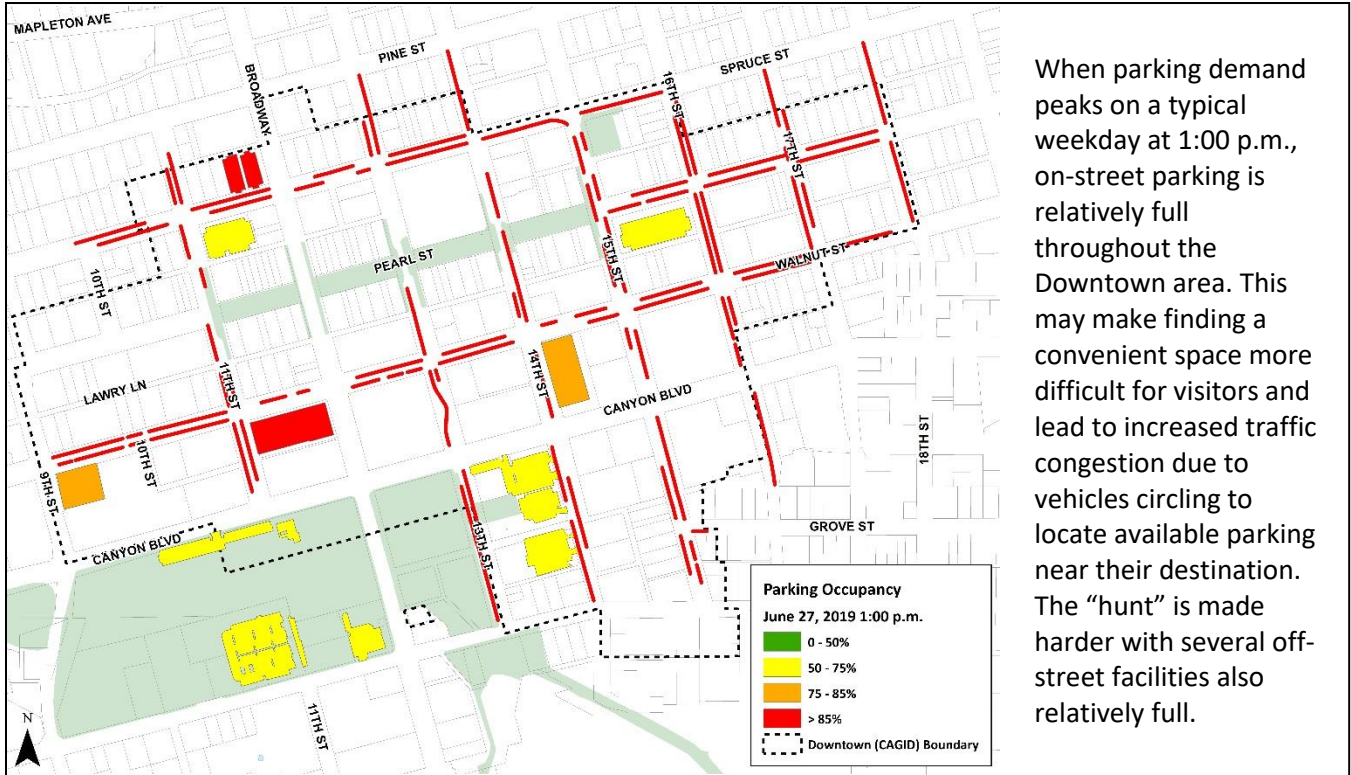 MAPLETON AVE
BROADWAY
PINE ST
SPRUCE ST
16TH ST
17TH ST
10TH ST
PEARL ST
15TH ST
WALNUT ST
LAWRY LN
11TH ST
14TH ST
CANYON BLVD
9TH ST
10TH ST
18TH ST
CANYON BLVD
13TH ST
GROVE ST
11TH ST
N
Parking Occupancy
June 27, 2019 1:00 p.m.
0 - 50%
50 - 75%
75 - 85%
> 85%
Downtown (CAGID) Boundary
When parking demand
peaks on a typical
weekday at 1:00 p.m.,
on-street parking is
relatively full
throughout the
Downtown area. This
may make finding a
convenient space more
difficult for visitors and
lead to increased traffic
congestion due to
vehicles circling to
locate available parking
near their destination.
The “hunt” is made
harder with several off-
street facilities also
relatively full.